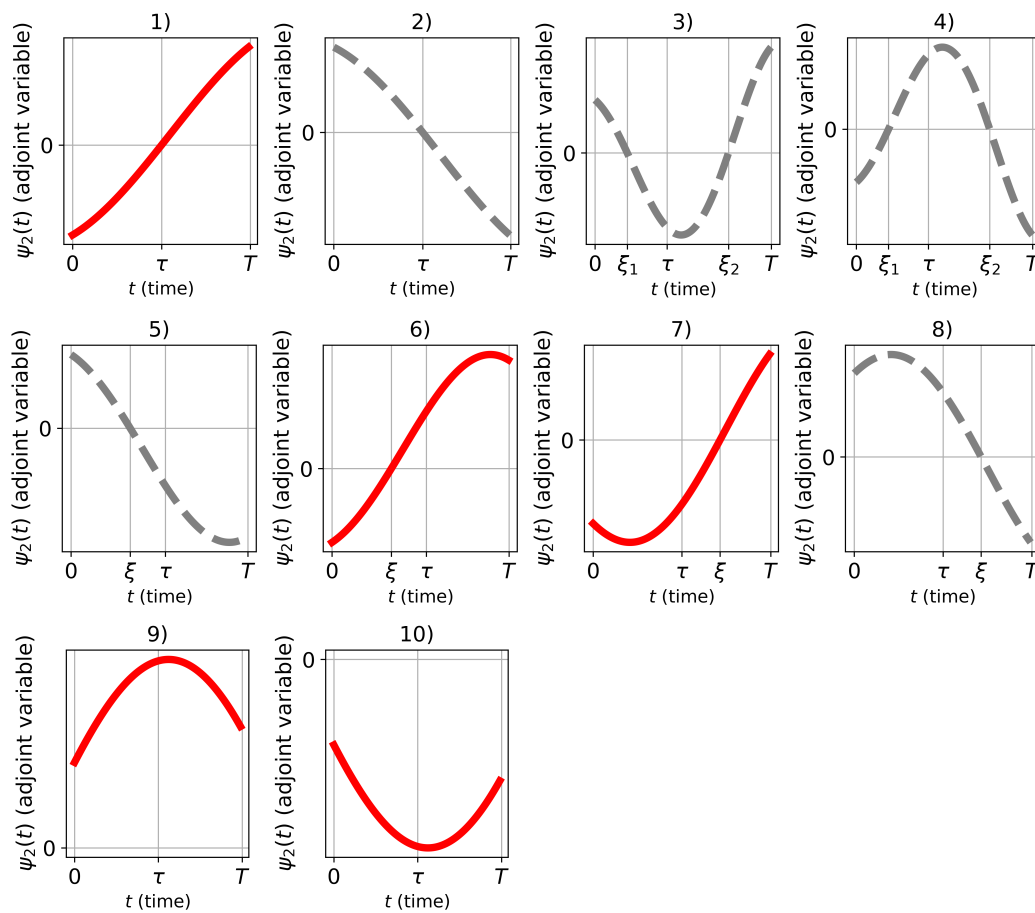 1)
ψ₂(t) (adjoint variable)
0
0 τ T
t (time)
2)
ψ₂(t) (adjoint variable)
0
0 τ T
t (time)
3)
ψ₂(t) (adjoint variable)
0
0 ξ₁ τ ξ₂ T
t (time)
4)
ψ₂(t) (adjoint variable)
0
0 ξ₁ τ ξ₂ T
t (time)
5)
ψ₂(t) (adjoint variable)
0
0 ξ τ T
t (time)
6)
ψ₂(t) (adjoint variable)
0
0 ξ τ T
t (time)
7)
ψ₂(t) (adjoint variable)
0
0 τ ξ T
t (time)
8)
ψ₂(t) (adjoint variable)
0
0 τ ξ T
t (time)
9)
ψ₂(t) (adjoint variable)
0
0 τ T
t (time)
10)
ψ₂(t) (adjoint variable)
0
0 τ T
t (time)